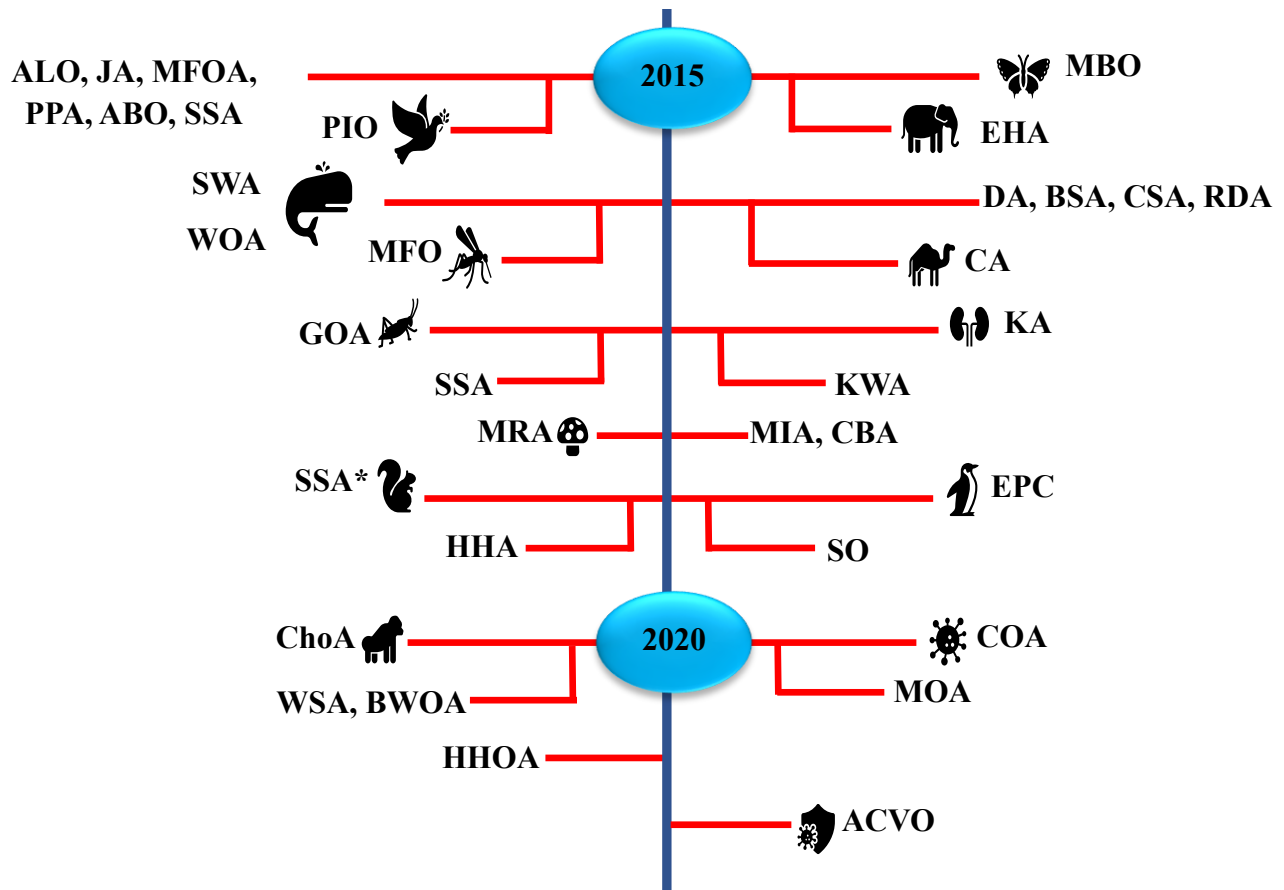 2015
ALO, JA, MFOA,
PPA, ABO, SSA
MBO
PIO
EHA
SWA
WOA
DA, BSA, CSA, RDA
MFO
CA
GOA
KA
SSA
KWA
MRA
MIA, CBA
SSA*
EPC
HHA
SO
2020
ChoA
COA
WSA, BWOA
MOA
HHOA
ACVO